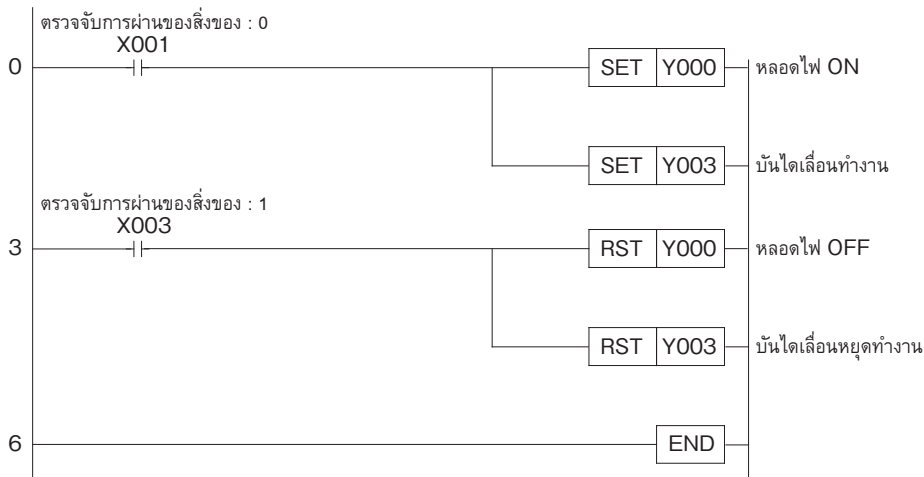 ตรวจจับการผ่านของสิ่งของ : 0
X001
0 SET Y000 หลอดไฟ ON
SET Y003 บันไดเลื่อนทำงาน
ตรวจจับการผ่านของสิ่งของ : 1
X003
3 RST Y000 หลอดไฟ OFF
RST Y003 บันไดเลื่อนหยุดทำงาน
6 END